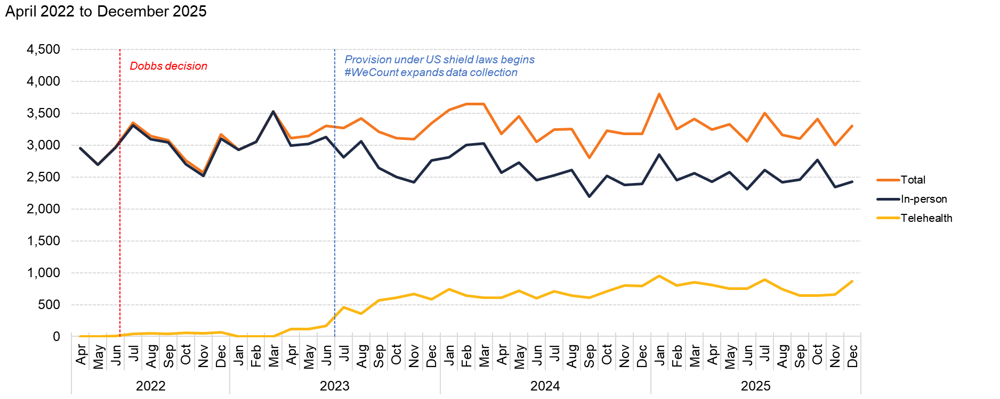 April 2022 to December 2025
4,500
4,000
3,500
3,000
2,500
2,000
1,500
1,000
500
0
Dobbs decision
Provision under US shield laws begins
#WeCount expands data collection
Total
In-person
Telehealth
Apr May Jun Jul Aug Sep Oct Nov Dec Jan Feb Mar Apr May Jun Jul Aug Sep Oct Nov Dec Jan Feb Mar Apr May Jun Jul Aug Sep Oct Nov Dec Jan Feb Mar Apr May Jun Jul Aug Sep Oct Nov Dec
2022 2023 2024 2025